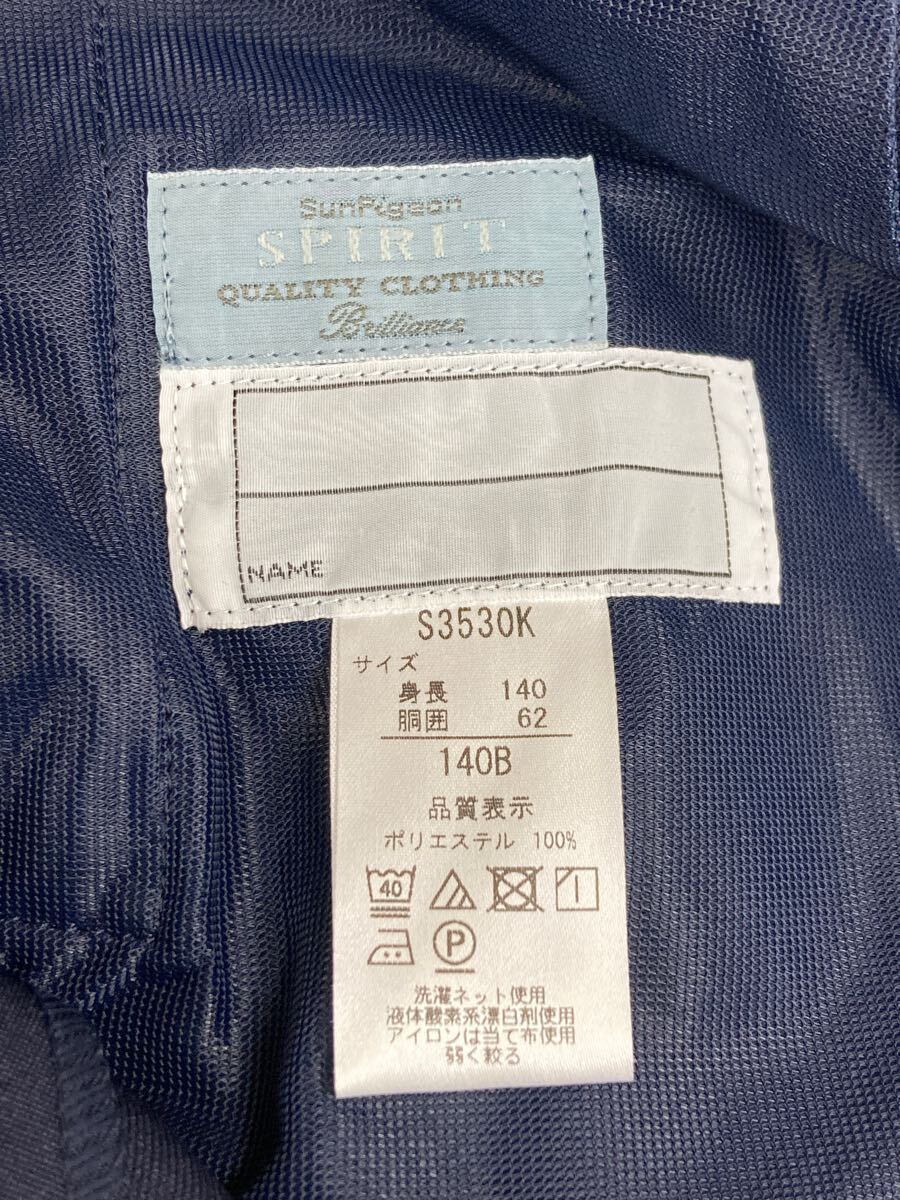 SunPigeon
SPIRIT
QUALITY CLOTHING
Brilliance
NAME
S3530K
サイズ
身長 140
胴囲 62
140B
品質表示
ポリエステル 100%
40
P
洗濯ネット使用
液体酸素系漂白剤使用
アイロンは当て布使用
弱く絞る